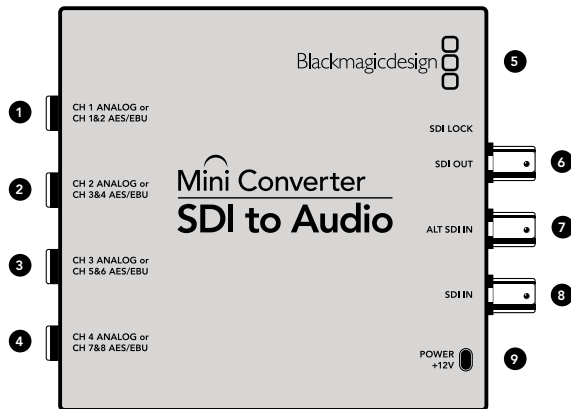 Blackmagicdesign
5
1
CH 1 ANALOG or
CH 1&2 AES/EBU
SDI LOCK
SDI OUT
6
2
CH 2 ANALOG or
CH 3&4 AES/EBU
Mini Converter
SDI to Audio
ALT SDI IN
7
3
CH 3 ANALOG or
CH 5&6 AES/EBU
SDI IN
8
4
CH 4 ANALOG or
CH 7&8 AES/EBU
POWER
+12V
9